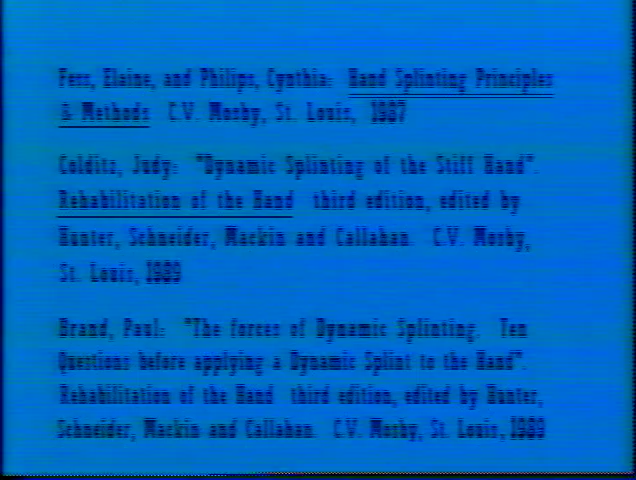 Fess, Elaine, and Philips, Cynthia: Hand Splinting Principles
& Methods C.V. Mosby, St. Louis, 1987
Colditz, Judy: "Dynamic Splinting of the Stiff Hand".
Rehabilitation of the Hand third edition, edited by
Hunter, Schneider, Mackin and Callahan. C.V. Mosby,
St. Louis, 1989
Brand, Paul: "The forces of Dynamic Splinting. Ten
Questions before applying a Dynamic Splint to the Hand".
Rehabilitation of the Hand third edition, edited by Hunter,
Schneider, Mackin and Callahan. C.V. Mosby, St. Louis, 1989